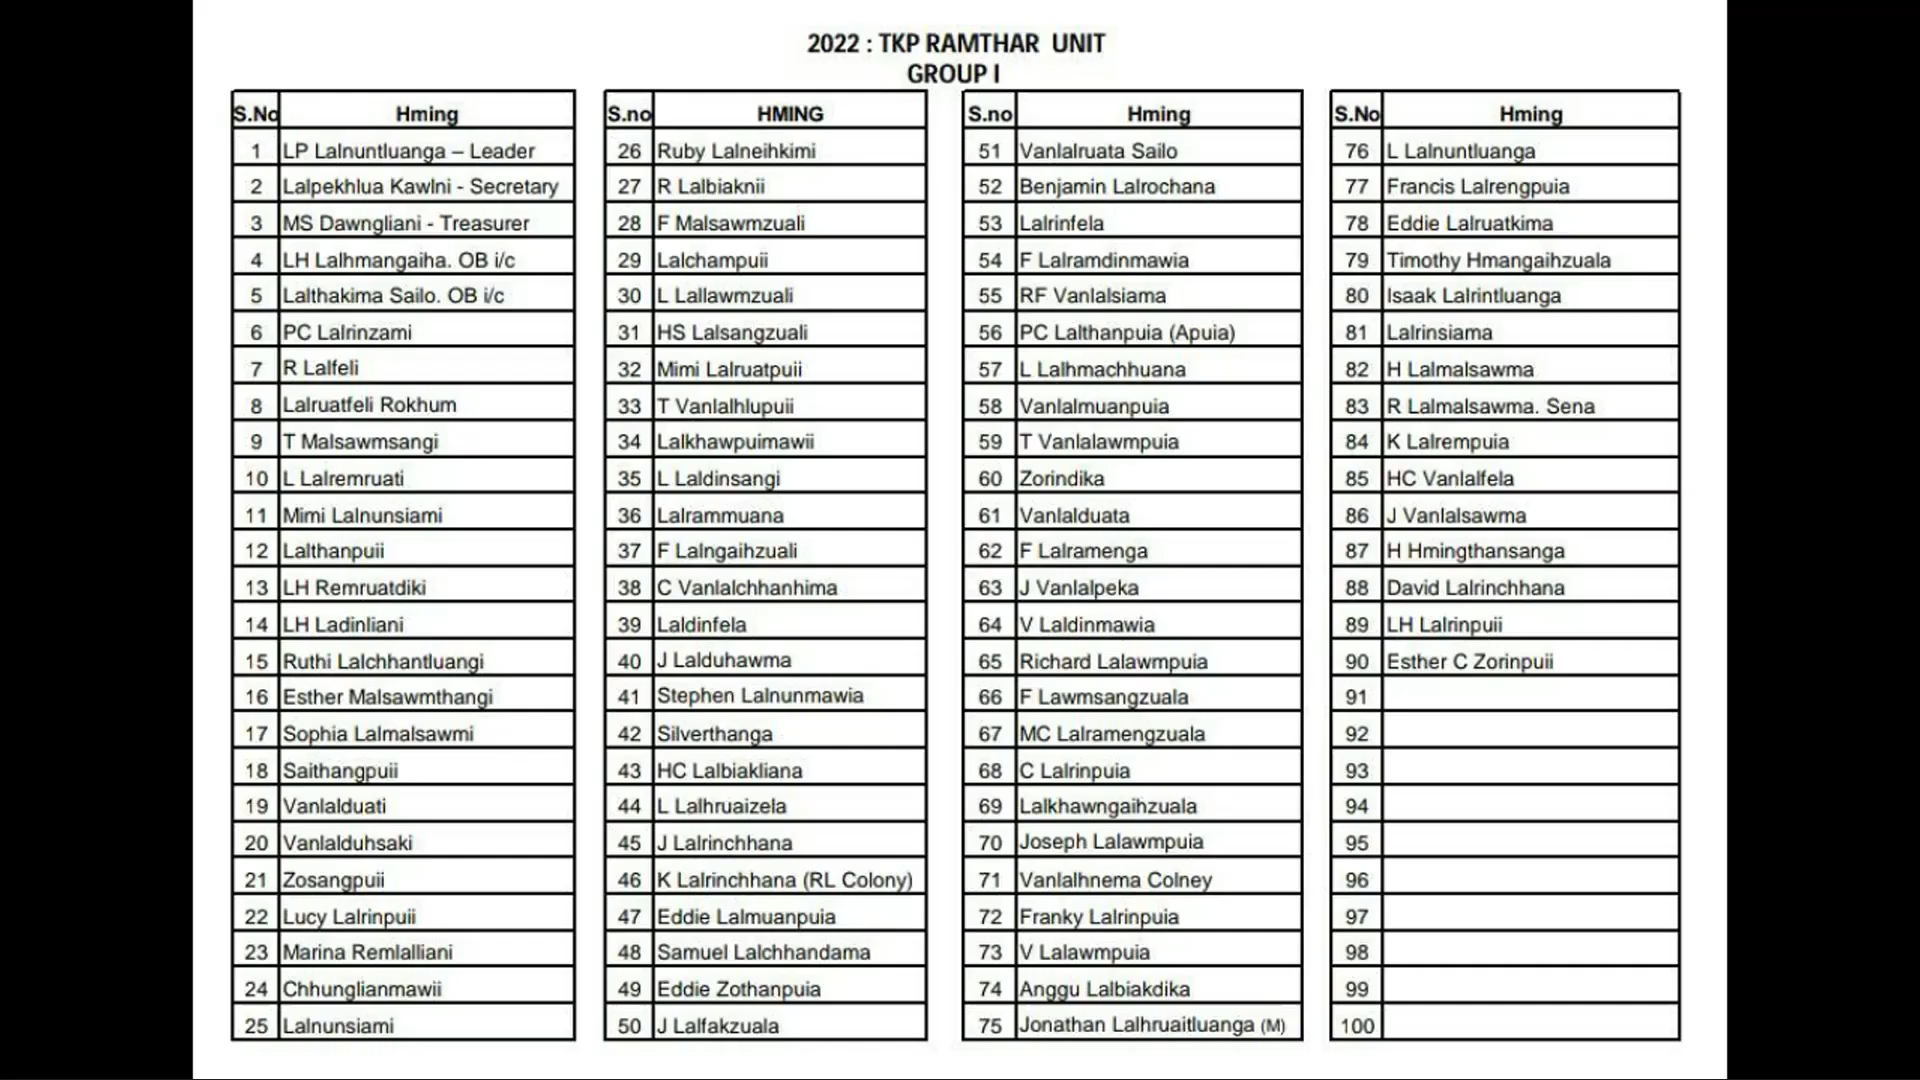 2022 : TKP RAMTHAR UNIT
GROUP I
S.No Hming
1 LP Lalnuntluanga – Leader
2 Lalpekhlua Kawlni - Secretary
3 MS Dawngliani - Treasurer
4 LH Lalhmangaiha. OB i/c
5 Lalthakima Sailo. OB i/c
6 PC Lalrinzami
7 R Lalfeli
8 Lalruatfeli Rokhum
9 T Malsawmsangi
10 L Lalremruati
11 Mimi Lalnunsiami
12 Lalthanpuii
13 LH Remruatdiki
14 LH Ladinliani
15 Ruthi Lalchhantluangi
16 Esther Malsawmthangi
17 Sophia Lalmalsawmi
18 Saithangpuii
19 Vanlalduati
20 Vanlalduhsaki
21 Zosangpuii
22 Lucy Lalrinpuii
23 Marina Remlalliani
24 Chhunglianmawii
25 Lalnunsiami
S.no HMING
26 Ruby Lalneihkimi
27 R Lalbiaknii
28 F Malsawmzuali
29 Lalchampuii
30 L Lallawmzuali
31 HS Lalsangzuali
32 Mimi Lalruatpuii
33 T Vanlalhlupuii
34 Lalkhawpuimawii
35 L Laldinsangi
36 Lalrammuana
37 F Lalngaihzuali
38 C Vanlalchhanhima
39 Laldinfela
40 J Lalduhawma
41 Stephen Lalnunmawia
42 Silverthanga
43 HC Lalbiakliana
44 L Lalhruaizela
45 J Lalrinchhana
46 K Lalrinchhana (RL Colony)
47 Eddie Lalmuanpuia
48 Samuel Lalchhandama
49 Eddie Zothanpuia
50 J Lalfakzuala
S.no Hming
51 Vanlalruata Sailo
52 Benjamin Lalrochana
53 Lalrinfela
54 F Lalramdinmawia
55 RF Vanlalsiama
56 PC Lalthanpuia (Apuia)
57 L Lalhmachhuana
58 Vanlalmuanpuia
59 T Vanlalawmpuia
60 Zorindika
61 Vanlalduata
62 F Lalramenga
63 J Vanlalpeka
64 V Laldinmawia
65 Richard Lalawmpuia
66 F Lawmsangzuala
67 MC Lalramengzuala
68 C Lalrinpuia
69 Lalkhawngaihzuala
70 Joseph Lalawmpuia
71 Vanlalhnema Colney
72 Franky Lalrinpuia
73 V Lalawmpuia
74 Anggu Lalbiakdika
75 Jonathan Lalhruaitluanga (M)
S.No Hming
76 L Lalnuntluanga
77 Francis Lalrengpuia
78 Eddie Lalruatkima
79 Timothy Hmangaihzuala
80 Isaak Lalrintluanga
81 Lalrinsiama
82 H Lalmalsawma
83 R Lalmalsawma. Sena
84 K Lalrempuia
85 HC Vanlalfela
86 J Vanlalsawma
87 H Hmingthansanga
88 David Lalrinchhana
89 LH Lalrinpuii
90 Esther C Zorinpuii
91
92
93
94
95
96
97
98
99
100